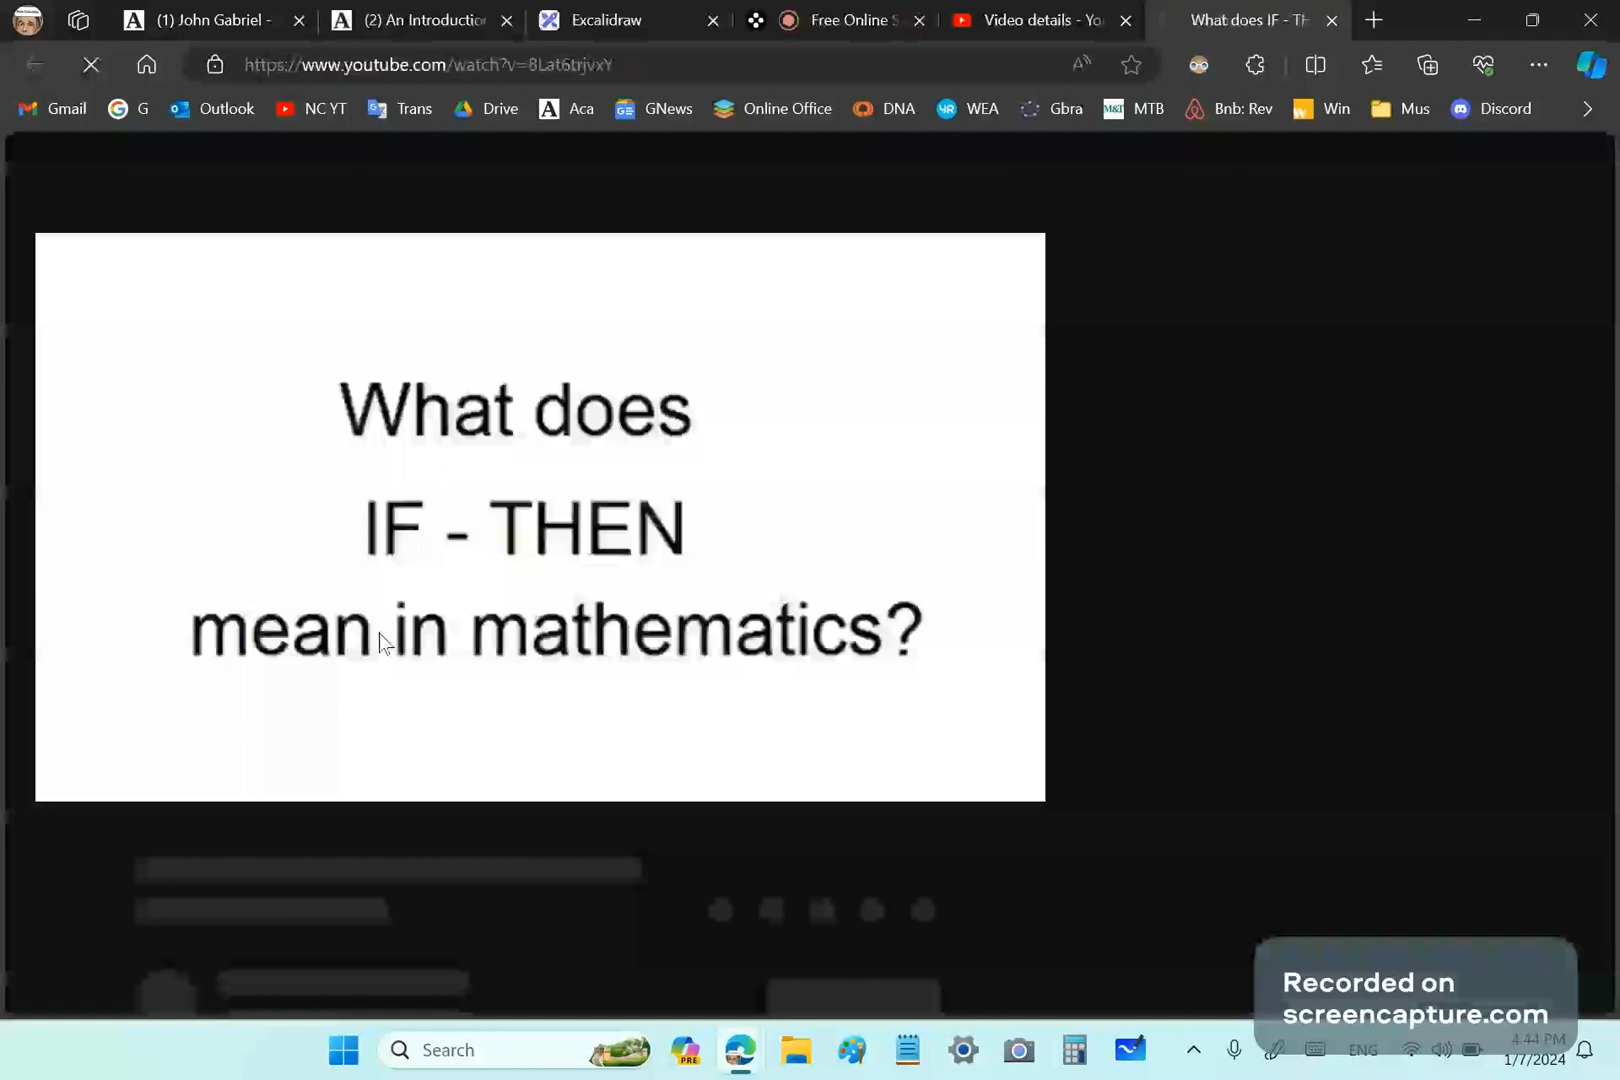 (1) John Gabriel -
(2) An Introductio
Excalidraw
Free Online S
Video details - Yo
What does IF - TH
https://www.youtube.com/watch?v=8Lat6trjvxY
Gmail
G
Outlook
NC YT
Trans
Drive
Aca
GNews
Online Office
DNA
WEA
Gbra
MTB
Bnb: Rev
Win
Mus
Discord
What does
IF - THEN
mean in mathematics?
Recorded on
screencapture.com
Search
PRE
ENG
4:44 PM
1/7/2024